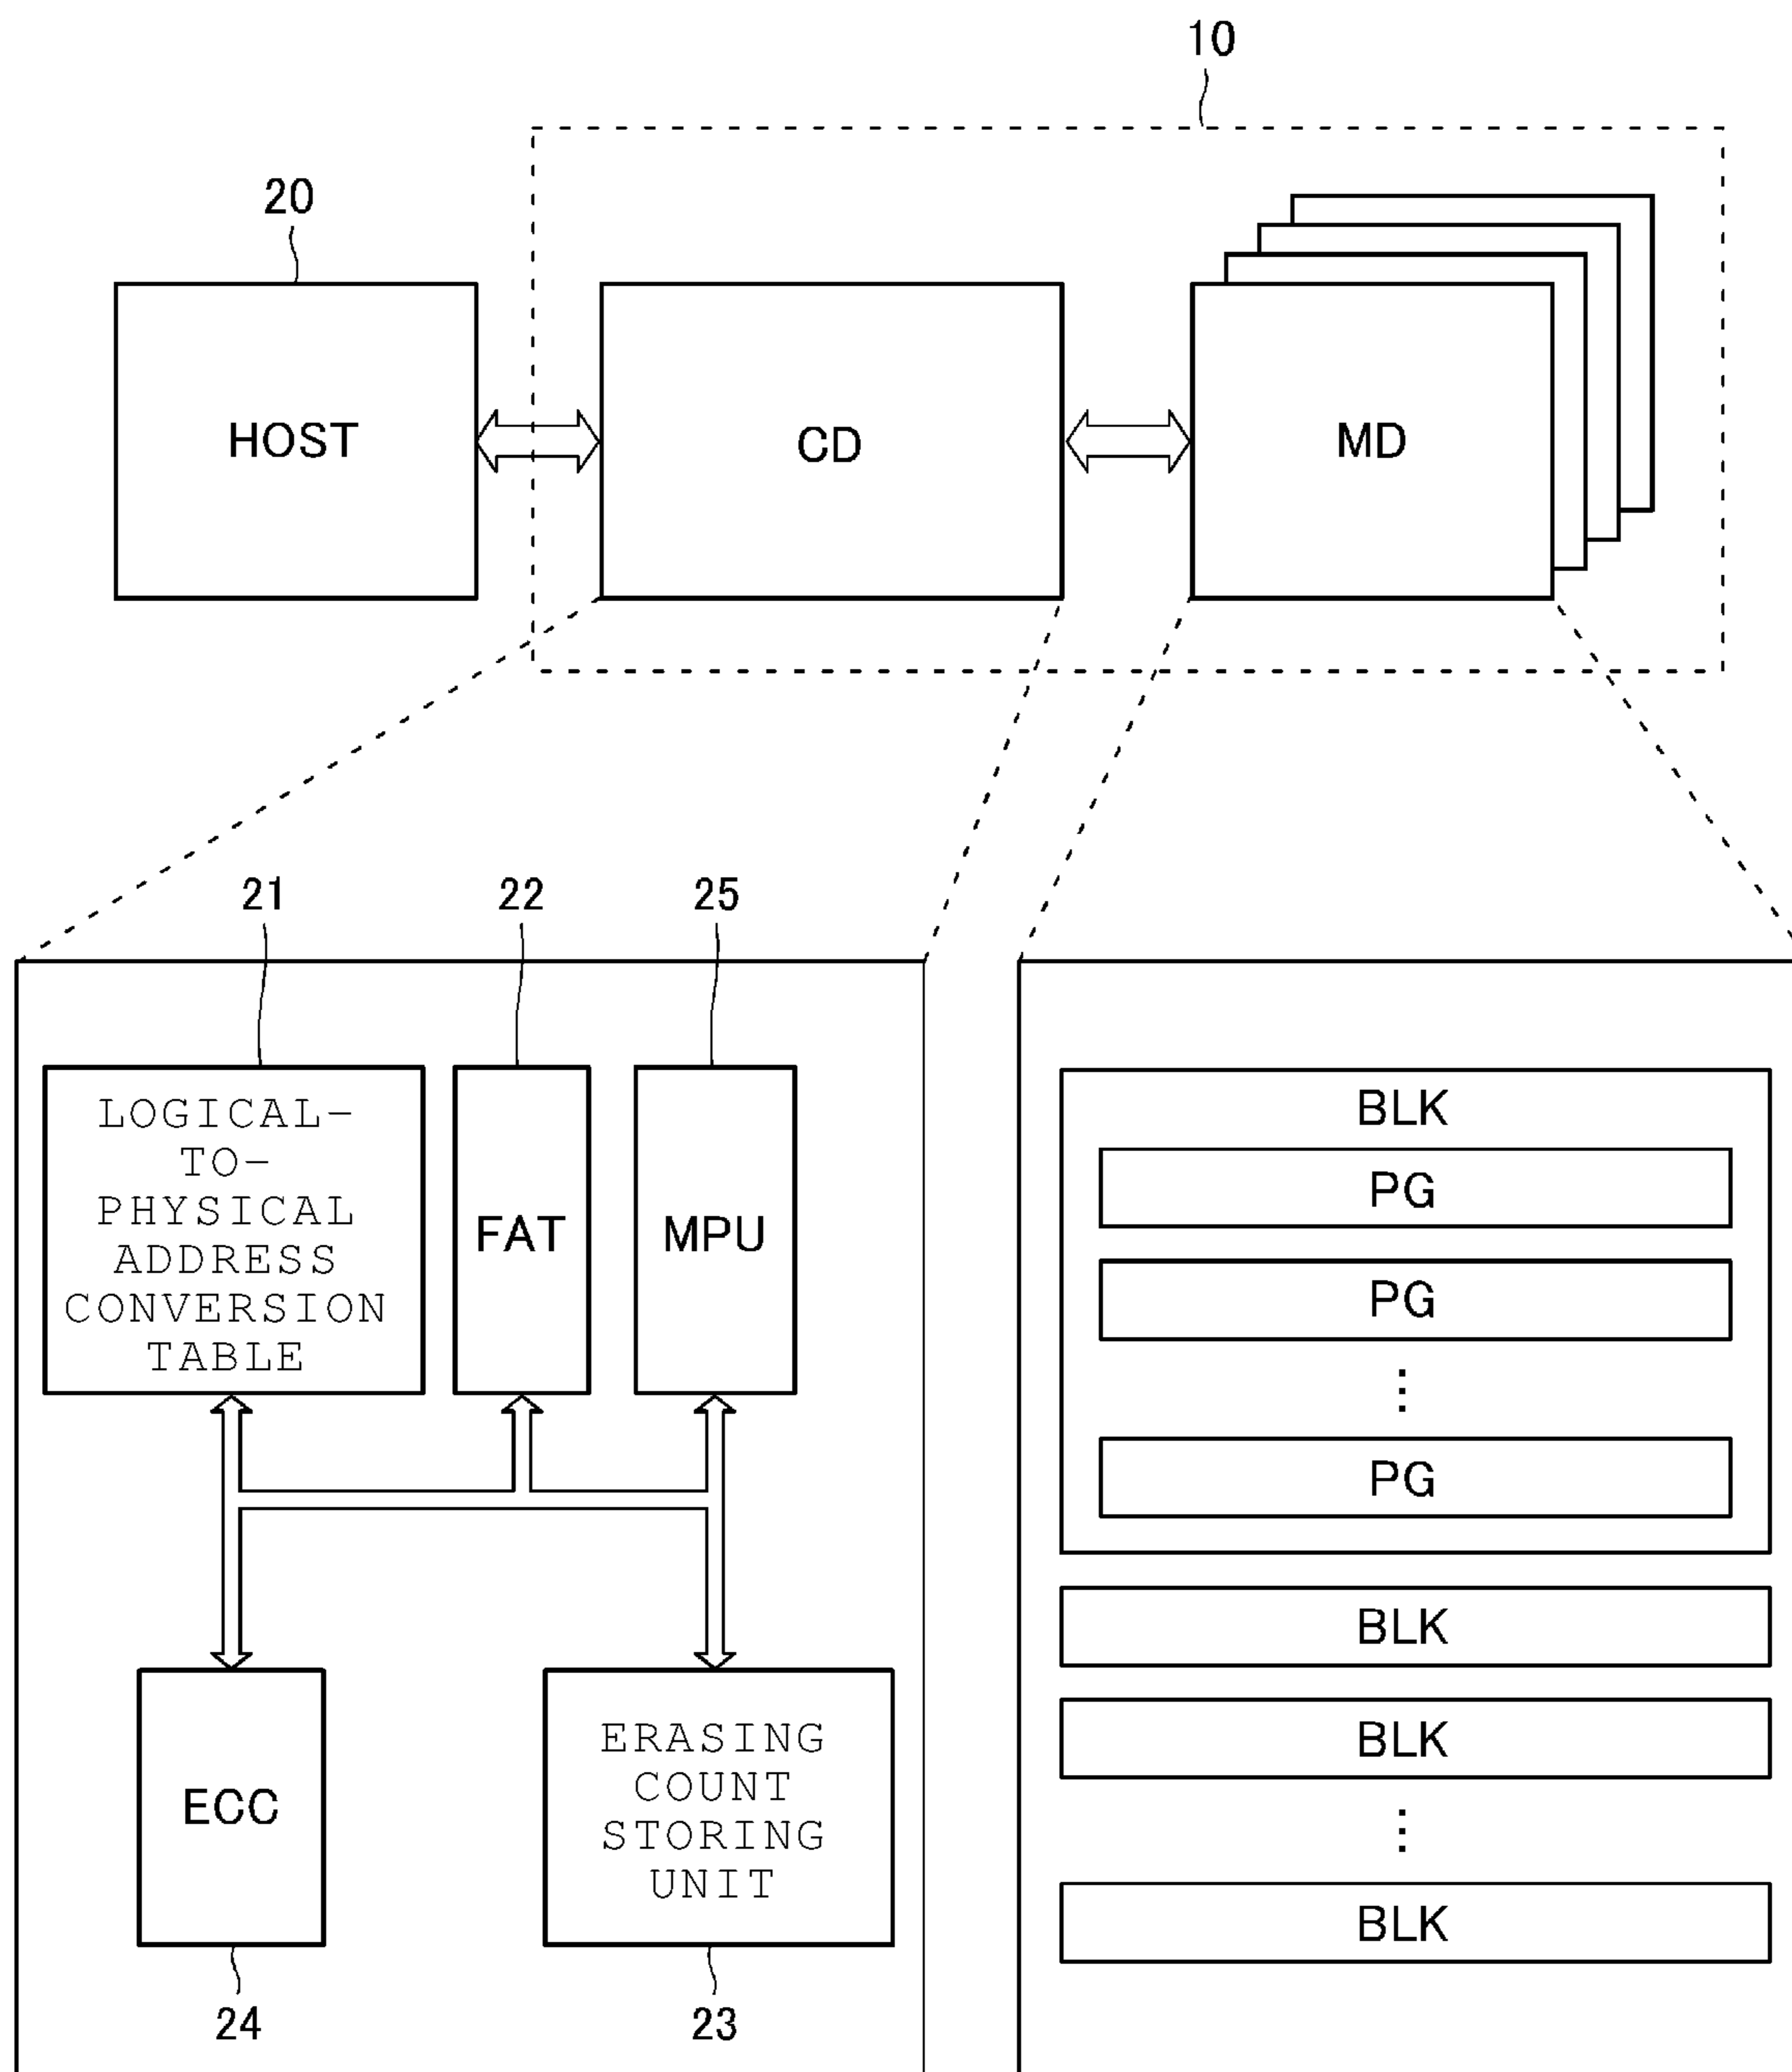 10
20
HOST
CD
MD
21
22
25
LOGICAL-
TO-
PHYSICAL
ADDRESS
CONVERSION
TABLE
FAT
MPU
ECC
ERASING
COUNT
STORING
UNIT
24
23
BLK
PG
PG
⋮
PG
BLK
BLK
⋮
BLK